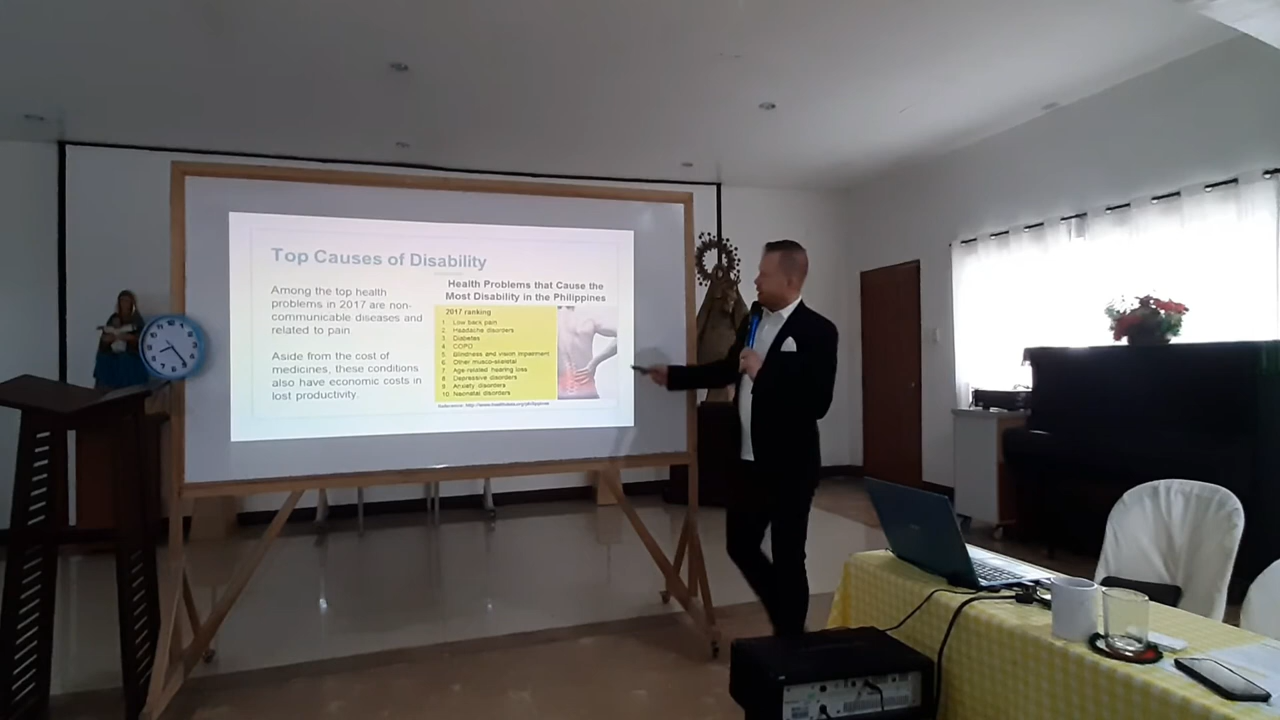 Top Causes of Disability
Among the top health
problems in 2017 are non-
communicable diseases and
related to pain
Aside from the cost of
medicines, these conditions
also have economic costs in
lost productivity.
Health Problems that Cause the
Most Disability in the Philippines
2017 ranking
1. Low back pain
2. Headache disorders
3. Diabetes
4. COPD
5. Blindness and vision impairment
6. Other musculo-skeletal
7. Age-related hearing loss
8. Depressive disorders
9. Anxiety disorders
10. Neonatal disorders